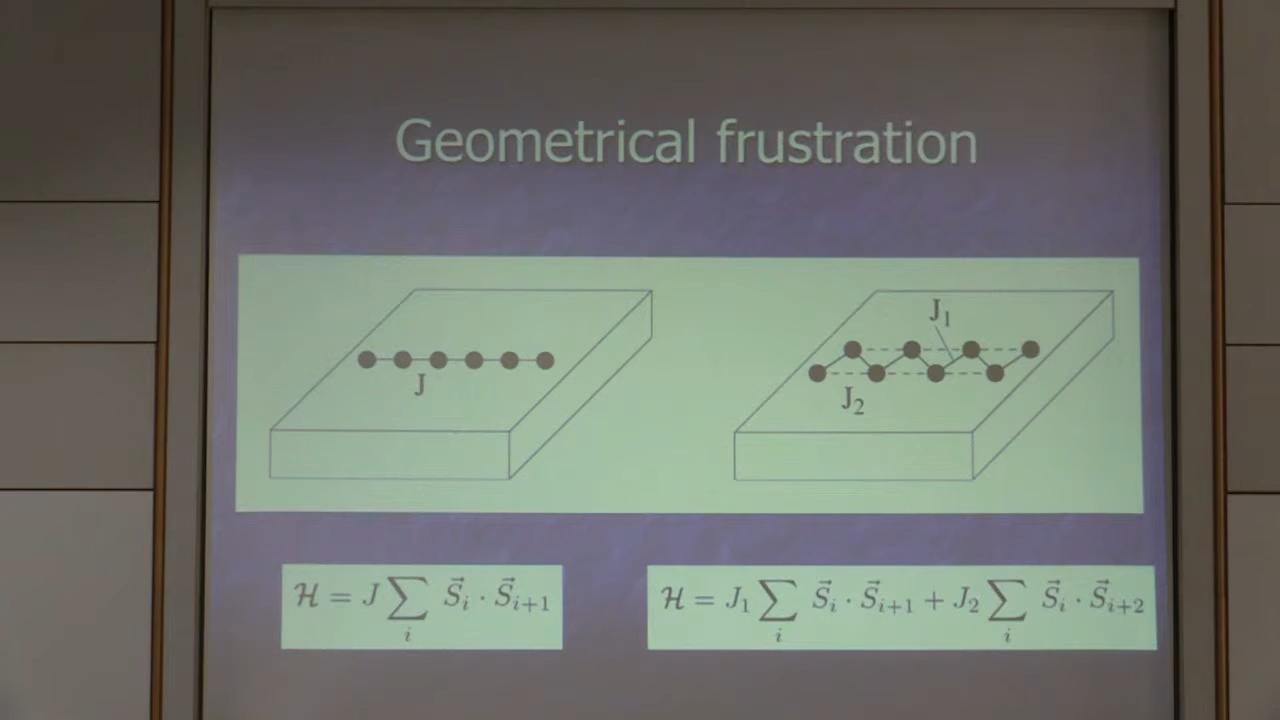 Geometrical frustration
J
J₁
J₂
ℋ = J ∑ᵢ S⃗ᵢ · S⃗ᵢ₊₁
ℋ = J₁ ∑ᵢ S⃗ᵢ · S⃗ᵢ₊₁ + J₂ ∑ᵢ S⃗ᵢ · S⃗ᵢ₊₂